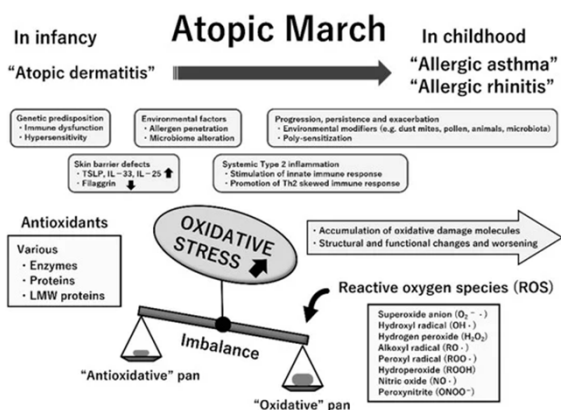 Atopic March
In infancy
"Atopic dermatitis"
In childhood
"Allergic asthma"
"Allergic rhinitis"
Genetic predisposition
・Immune dysfunction
・Hypersensitivity
Environmental factors
・Allergen penetration
・Microbiome alteration
Progression, persistence and exacerbation
・Environmental modifiers (e.g. dust mites, pollen, animals, microbiota)
・Poly-sensitization
Skin barrier defects
・TSLP, IL-33, IL-25
・Filaggrin
Systemic Type 2 inflammation
・Stimulation of innate immune response
・Promotion of Th2 skewed immune response
Antioxidants
Various
・Enzymes
・Proteins
・LMW proteins
OXIDATIVE
STRESS
・Accumulation of oxidative damage molecules
・Structural and functional changes and worsening
Reactive oxygen species (ROS)
Superoxide anion (O₂⁻・)
Hydroxyl radical (OH・)
Hydrogen peroxide (H₂O₂)
Alkoxyl radical (RO・)
Peroxyl radical (ROO・)
Hydroperoxide (ROOH)
Nitric oxide (NO・)
Peroxynitrite (ONOO⁻)
Imbalance
"Antioxidative" pan
"Oxidative" pan